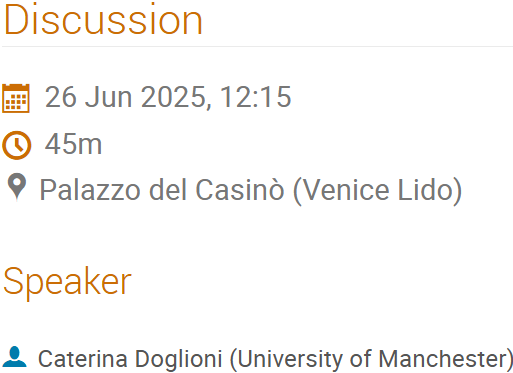 Discussion
26 Jun 2025, 12:15
45m
Palazzo del Casinò (Venice Lido)
Speaker
Caterina Doglioni (University of Manchester)